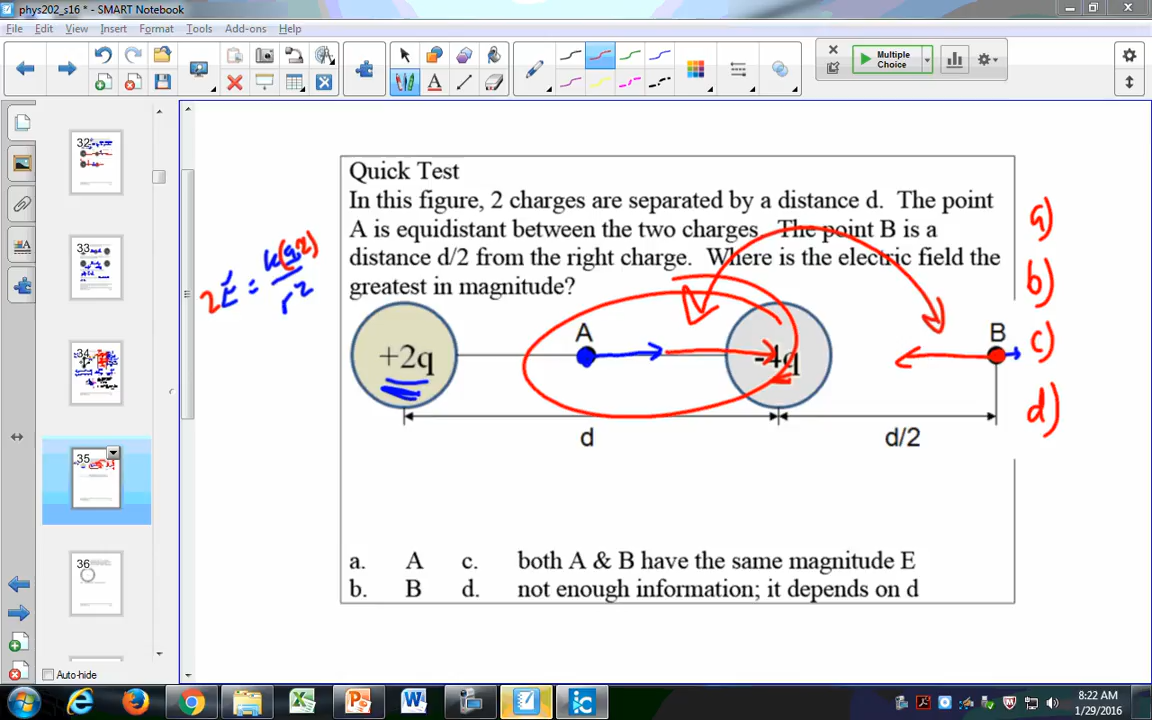 phys202_s16 * - SMART Notebook
File Edit View Insert Format Tools Add-ons Help
Multiple
Choice
32
33
34
35
36
Auto-hide
Quick Test
In this figure, 2 charges are separated by a distance d. The point
A is equidistant between the two charges. The point B is a
distance d/2 from the right charge. Where is the electric field the
greatest in magnitude?
2E = k(q2)
r2
A
B
+2q
-4q
d
d/2
a)
b)
c)
d)
a. A c. both A & B have the same magnitude E
b. B d. not enough information; it depends on d
8:22 AM
1/29/2016